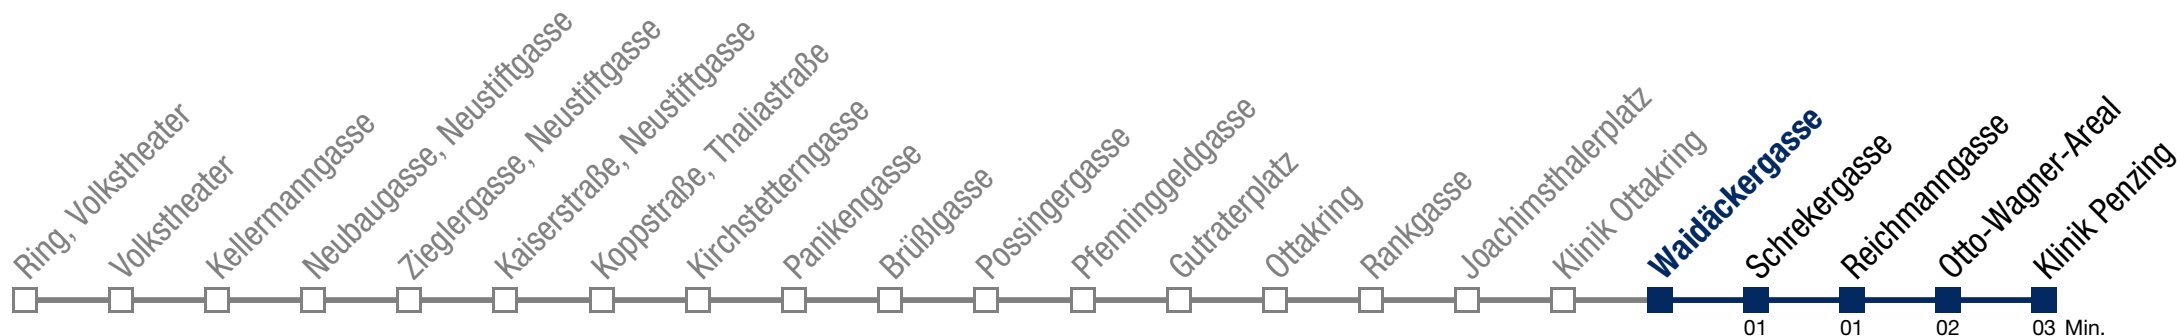 Ring, Volkstheater
Volkstheater
Kellermanngasse
Neubaugasse, Neustiftgasse
Zieglergasse, Neustiftgasse
Kaiserstraße, Neustiftgasse
Koppstraße, Thaliastraße
Kirchstetterngasse
Panikengasse
Brüßlgasse
Possingergasse
Pfenninggeldgasse
Gutraterplatz
Ottakring
Rankgasse
Joachimsthalerplatz
Klinik Ottakring
Waidäckergasse
Schrekergasse
Reichmanngasse
Otto-Wagner-Areal
Klinik Penzing
01 01 02 03 Min.